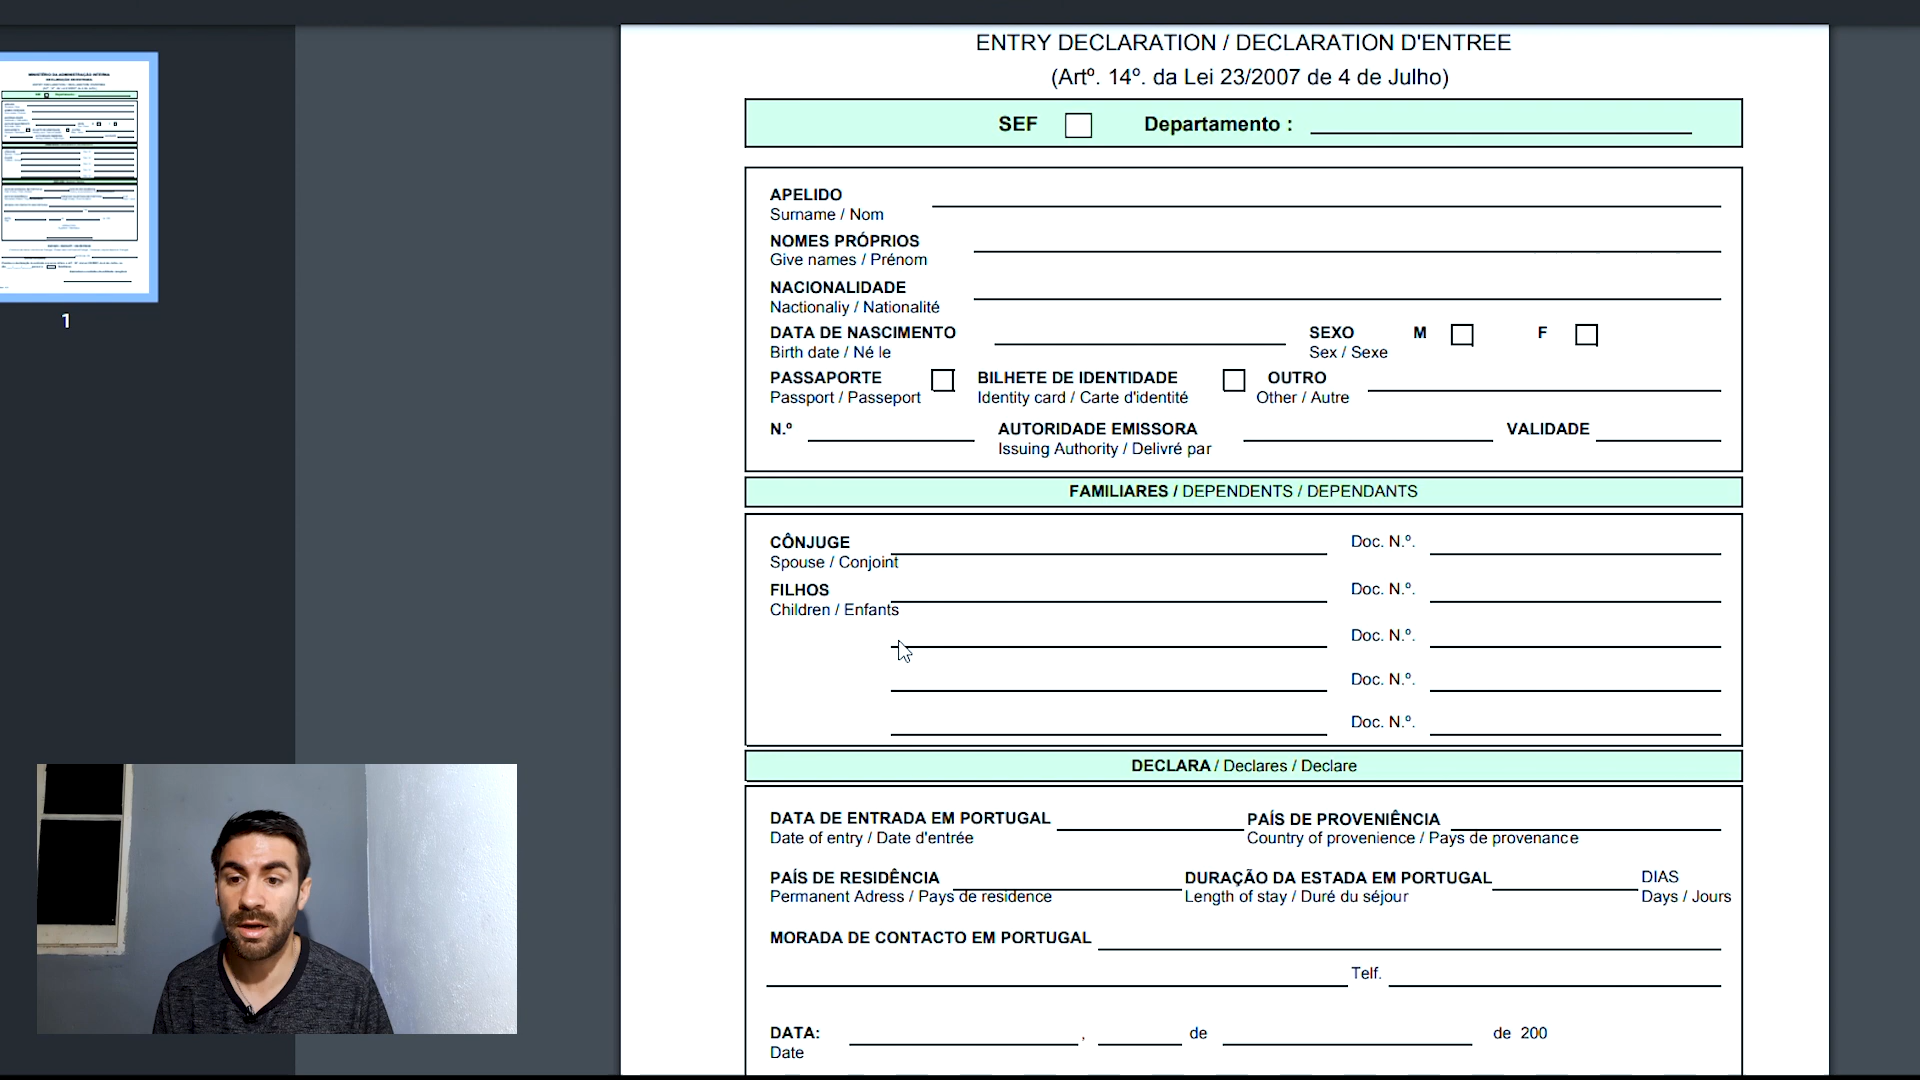 ENTRY DECLARATION / DECLARATION D'ENTREE
(Artº. 14º. da Lei 23/2007 de 4 de Julho)
SEF Departamento :
APELIDO
Surname / Nom
NOMES PRÓPRIOS
Give names / Prénom
NACIONALIDADE
Nactionaliy / Nationalité
DATA DE NASCIMENTO SEXO M F
Birth date / Né le Sex / Sexe
PASSAPORTE BILHETE DE IDENTIDADE OUTRO
Passport / Passeport Identity card / Carte d'identité Other / Autre
N.º AUTORIDADE EMISSORA VALIDADE
Issuing Authority / Delivré par
FAMILIARES / DEPENDENTS / DEPENDANTS
CÔNJUGE Doc. N.º.
Spouse / Conjoint
FILHOS Doc. N.º.
Children / Enfants
Doc. N.º.
Doc. N.º.
Doc. N.º.
DECLARA / Declares / Declare
DATA DE ENTRADA EM PORTUGAL PAÍS DE PROVENIÊNCIA
Date of entry / Date d'entrée Country of provenience / Pays de provenance
PAÍS DE RESIDÊNCIA DURAÇÃO DA ESTADA EM PORTUGAL DIAS
Permanent Adress / Pays de residence Length of stay / Duré du séjour Days / Jours
MORADA DE CONTACTO EM PORTUGAL
Telf.
DATA: , de de 200
Date
1